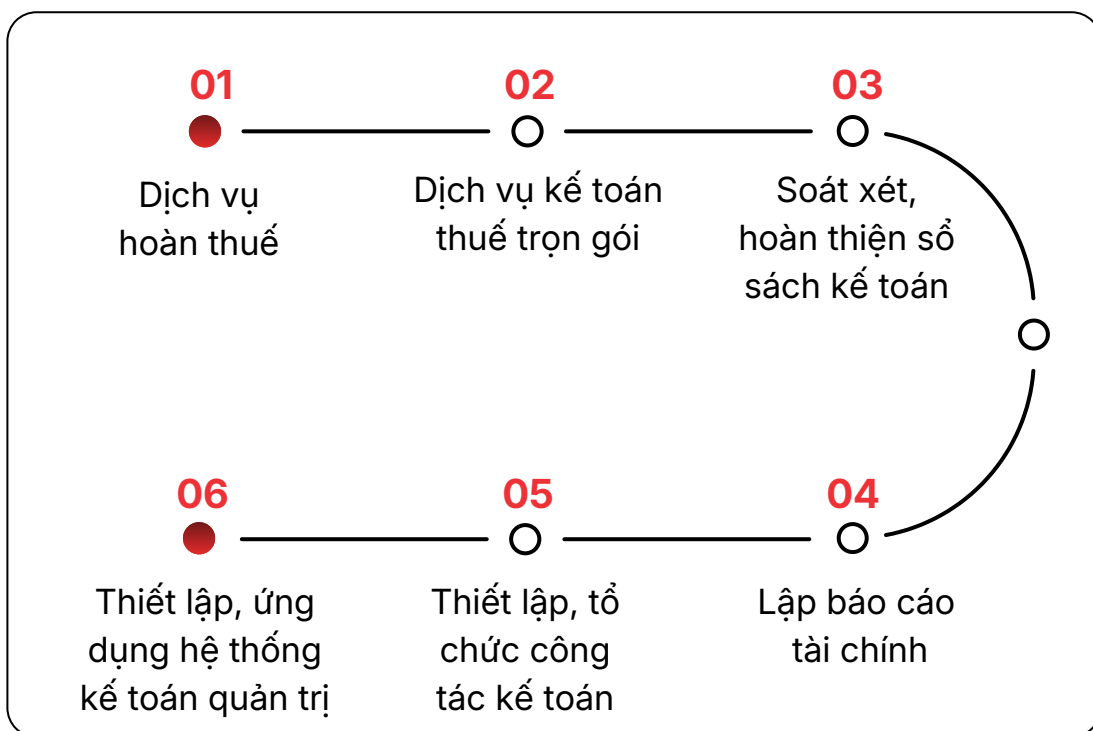 01
Dịch vụ
hoàn thuế
02
Dịch vụ kế toán
thuế trọn gói
03
Soát xét,
hoàn thiện sổ
sách kế toán
04
Lập báo cáo
tài chính
05
Thiết lập, tổ
chức công
tác kế toán
06
Thiết lập, ứng
dụng hệ thống
kế toán quản trị